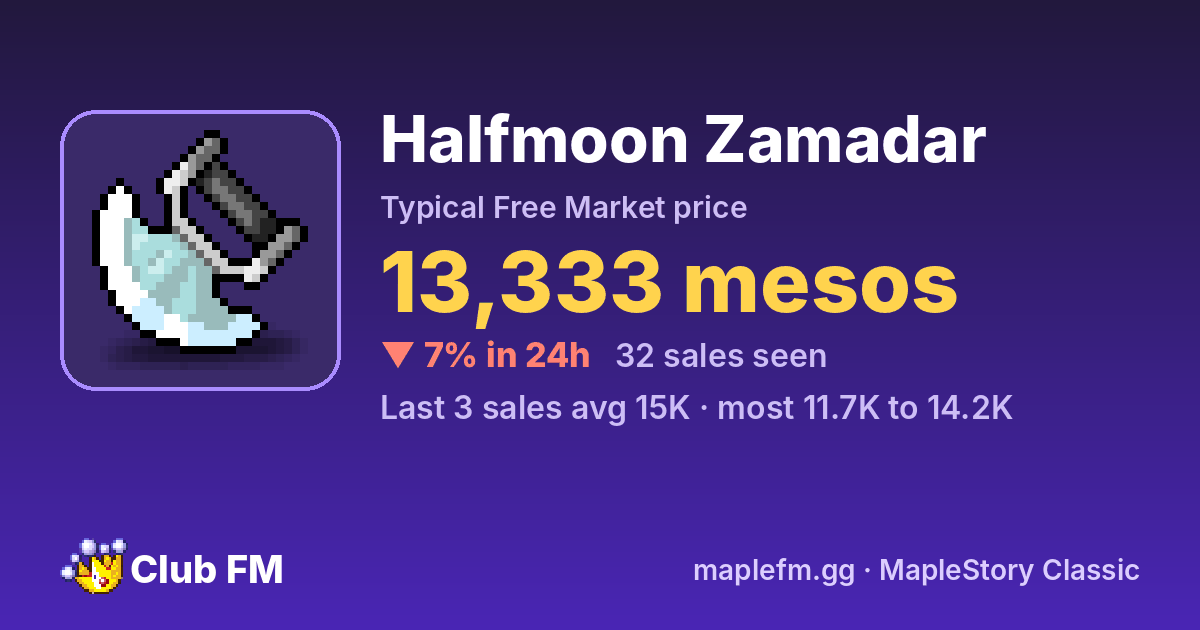 Halfmoon Zamadar
Typical Free Market price
13,333 mesos
▼ 7% in 24h 32 sales seen
Last 3 sales avg 15K · most 11.7K to 14.2K
Club FM
maplefm.gg · MapleStory Classic